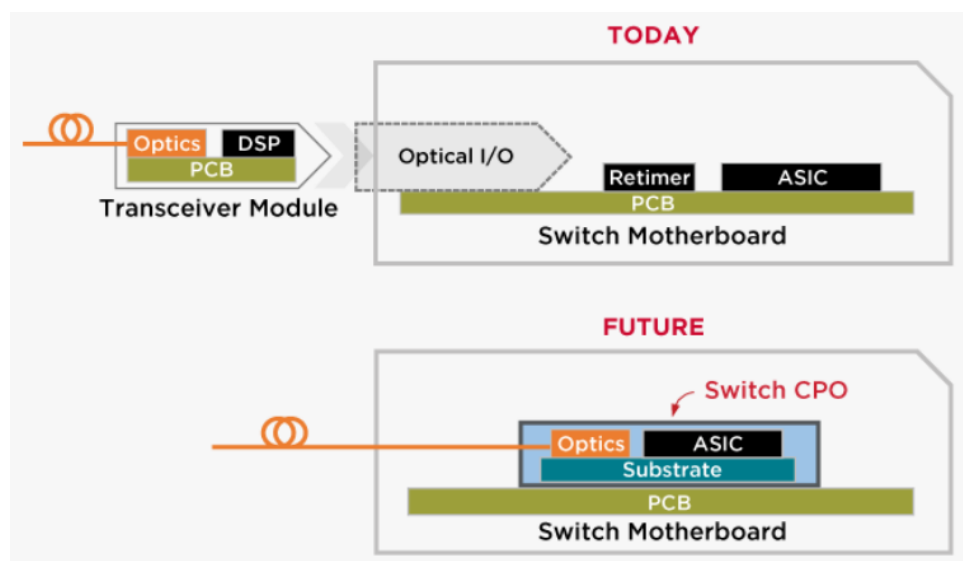 TODAY
Optics
DSP
PCB
Transceiver Module
Optical I/O
Retimer
ASIC
PCB
Switch Motherboard
FUTURE
Switch CPO
Optics
ASIC
Substrate
PCB
Switch Motherboard